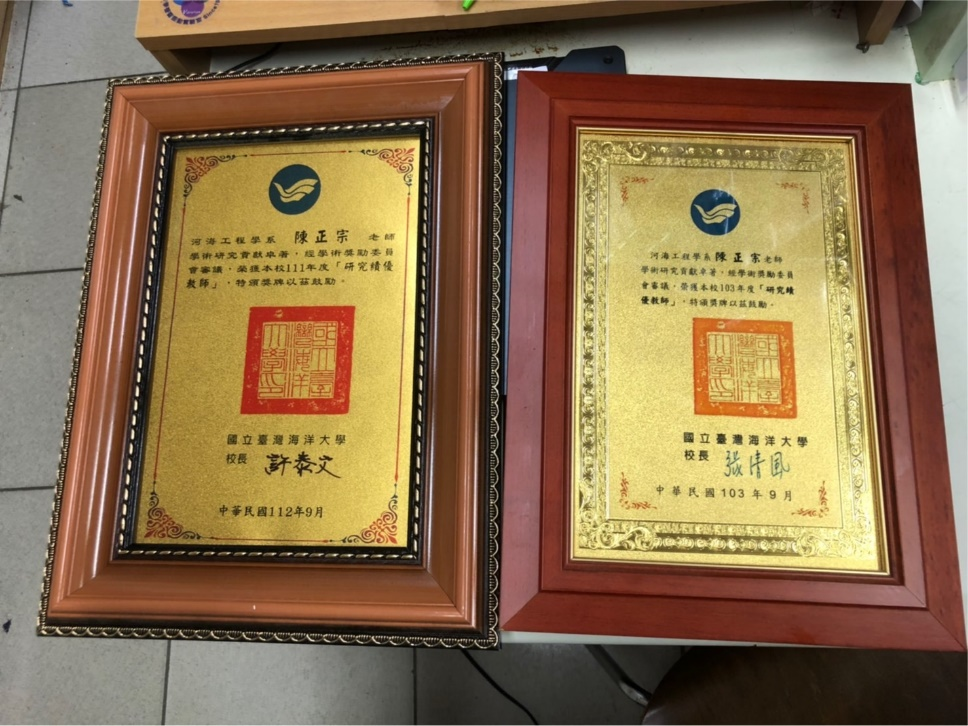 河海工程學系 陳正宗 老師
學術研究貢獻卓著，經學術獎勵委員
會審議，榮獲本校111年度「研究績優
教師」，特頒獎牌以茲鼓勵。
國立臺灣海洋大學
校長 許泰文
中華民國112年9月
河海工程學系陳正宗老師
學術研究貢獻卓著，經學術獎勵委員
會審議，榮獲本校103年度「研究績
優教師」，特頒獎牌以茲鼓勵。
國立臺灣海洋大學
校長 張清風
中華民國103年9月